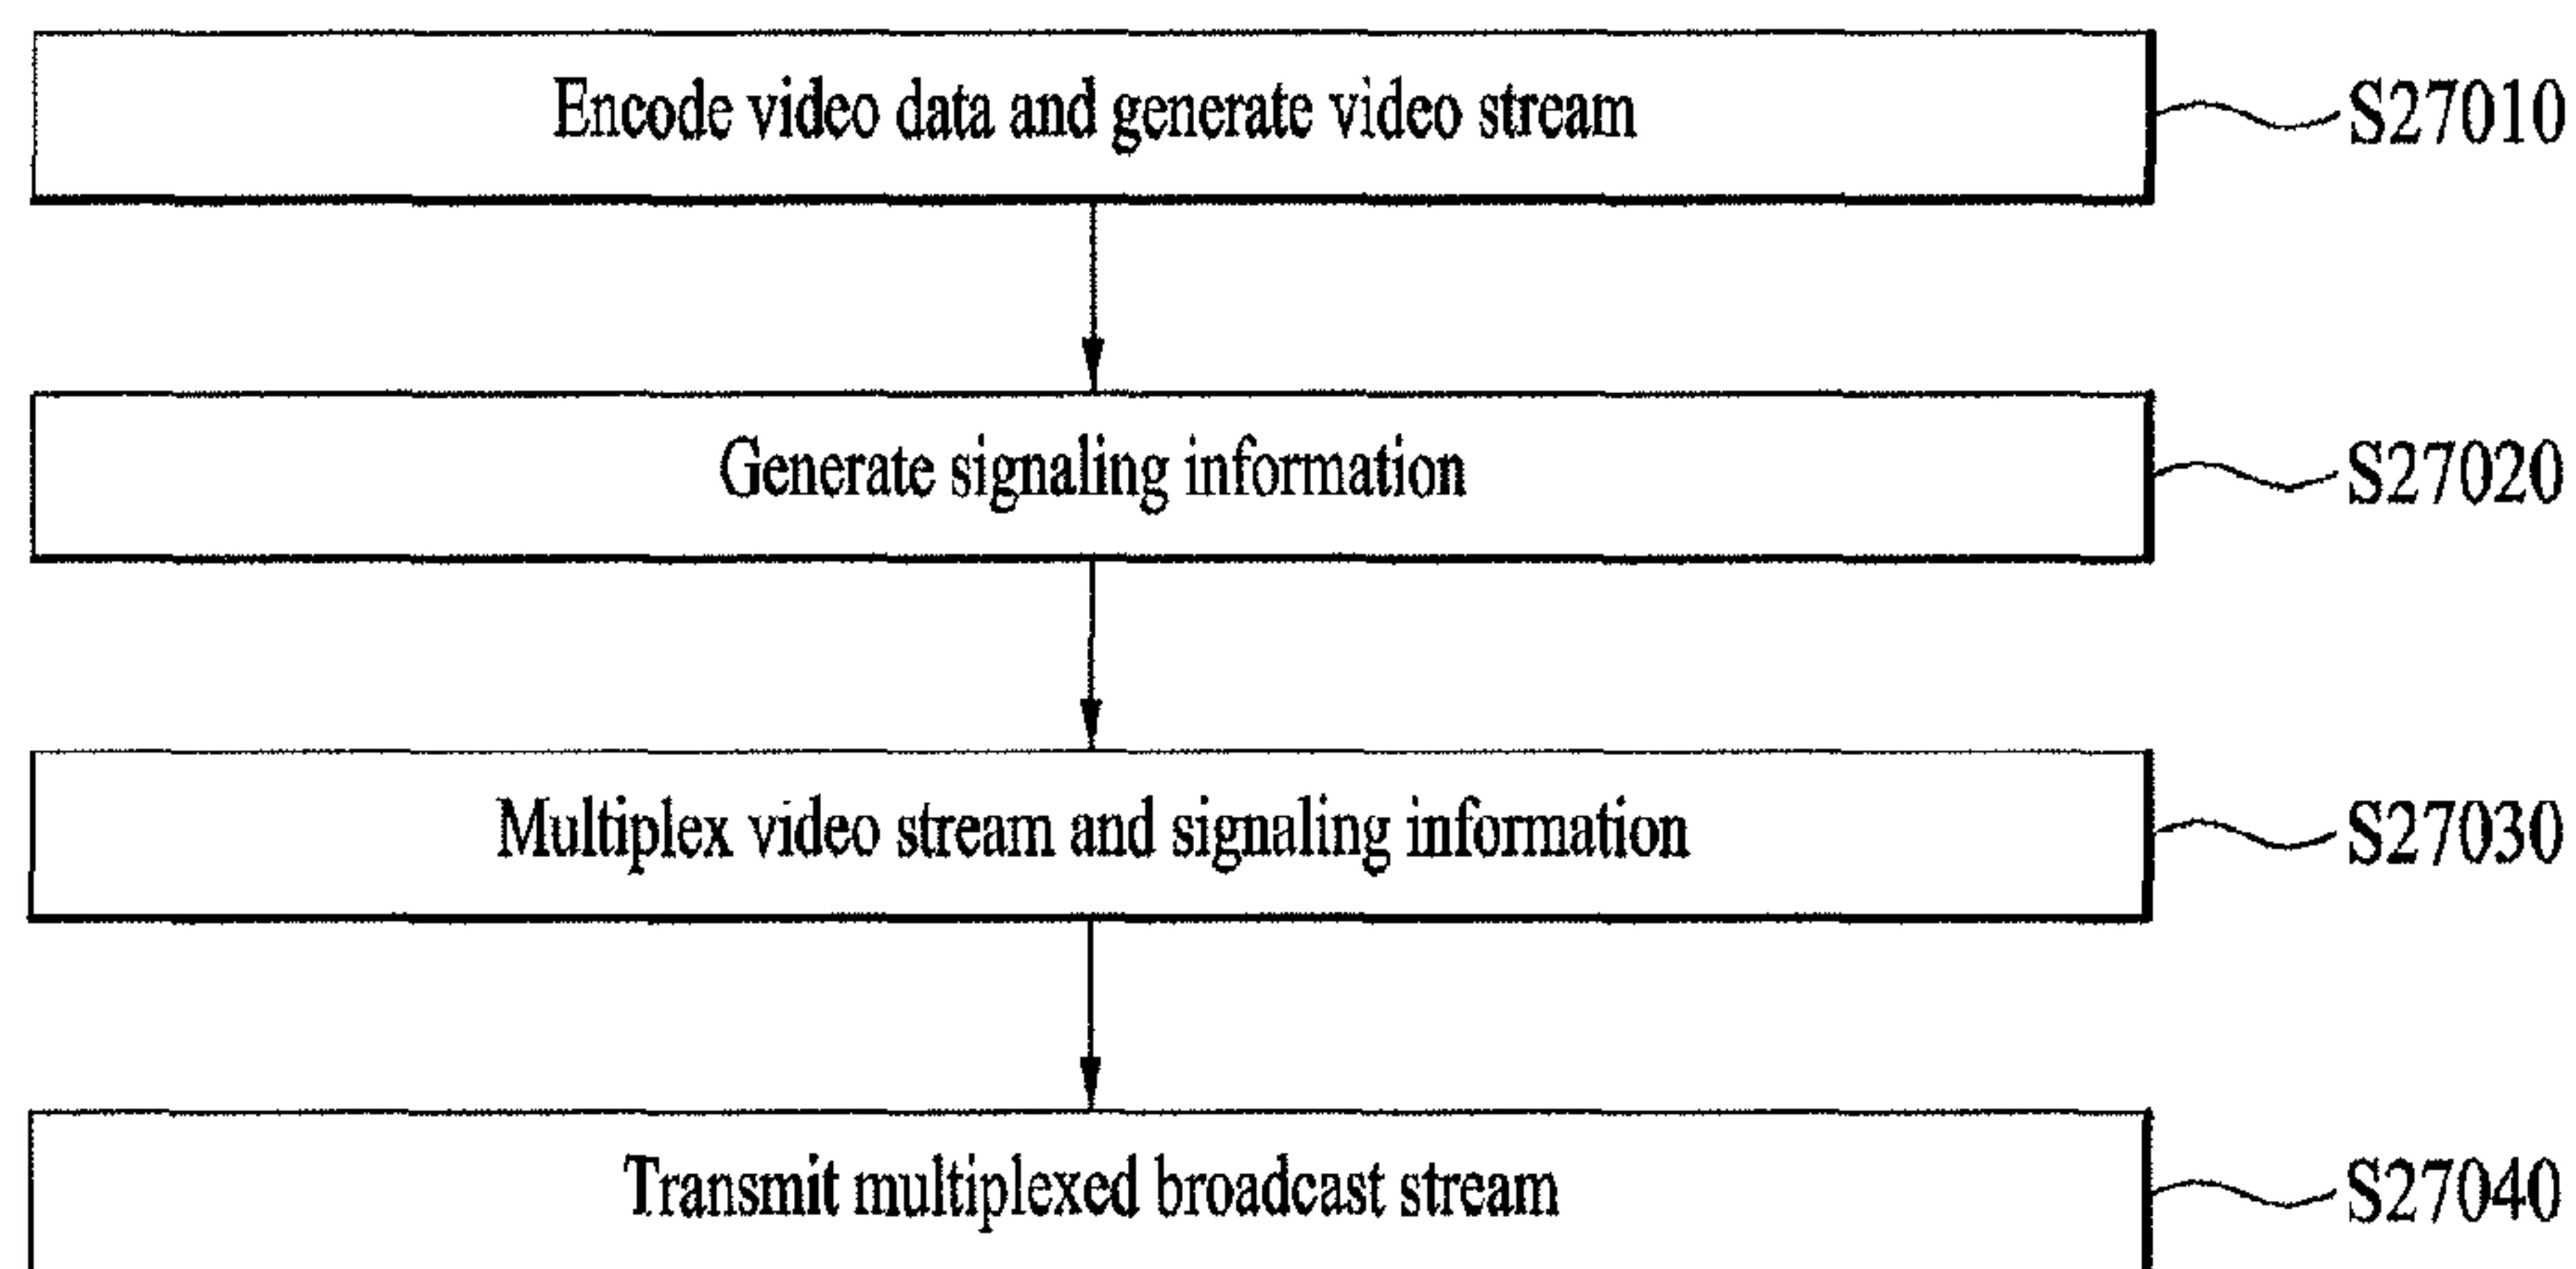 Encode video data and generate video stream S27010
Generate signaling information S27020
Multiplex video stream and signaling information S27030
Transmit multiplexed broadcast stream S27040